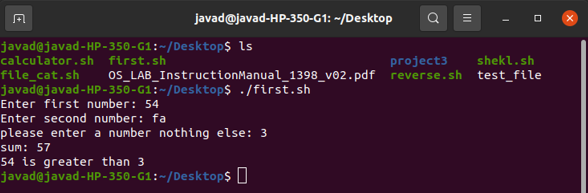 javad@javad-HP-350-G1: ~/Desktop
javad@javad-HP-350-G1:~/Desktop$ ls
calculator.sh first.sh project3 shekl.sh
file_cat.sh OS_LAB_InstructionManual_1398_v02.pdf reverse.sh test_file
javad@javad-HP-350-G1:~/Desktop$ ./first.sh
Enter first number: 54
Enter second number: fa
please enter a number nothing else: 3
sum: 57
54 is greater than 3
javad@javad-HP-350-G1:~/Desktop$